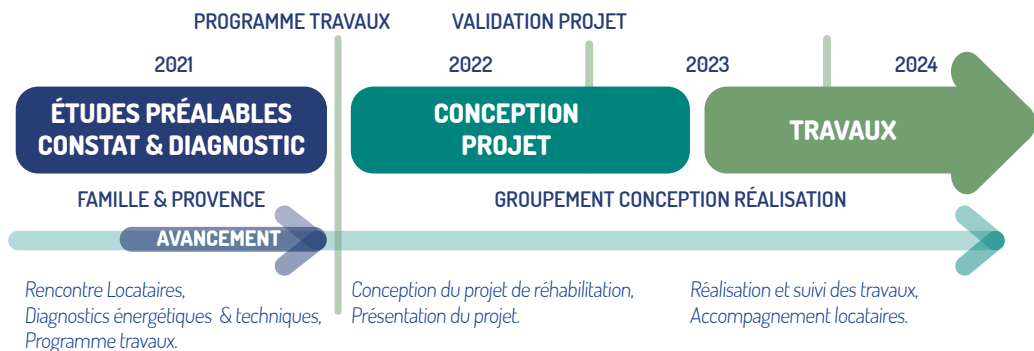 PROGRAMME TRAVAUX
VALIDATION PROJET
2021
2022
2023
2024
ÉTUDES PRÉALABLES
CONSTAT & DIAGNOSTIC
CONCEPTION
PROJET
TRAVAUX
FAMILLE & PROVENCE
GROUPEMENT CONCEPTION RÉALISATION
AVANCEMENT
Rencontre Locataires,
Diagnostics énergétiques & techniques,
Programme travaux.
Conception du projet de réhabilitation,
Présentation du projet.
Réalisation et suivi des travaux,
Accompagnement locataires.